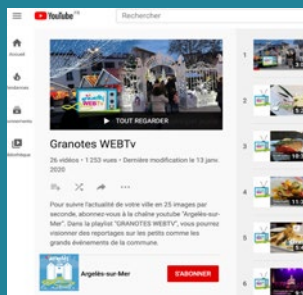 YouTube FR
Rechercher
Accueil
TOUT REGARDER
Granotes WEBTv
26 vidéos • 1 253 vues • Dernière modification le 13 janv.
2020
Pour suivre l'actualité de votre ville en 25 images par
seconde, abonnez-vous à la chaîne youtube "Argelès-sur-
Mer". Dans la playlist "GRANOTES WEBTV", vous pourrez
visionner des reportages sur les petits comme les
grands événements de la commune.
Argelès-sur-Mer
S'ABONNER
1
2
3
4
5
6